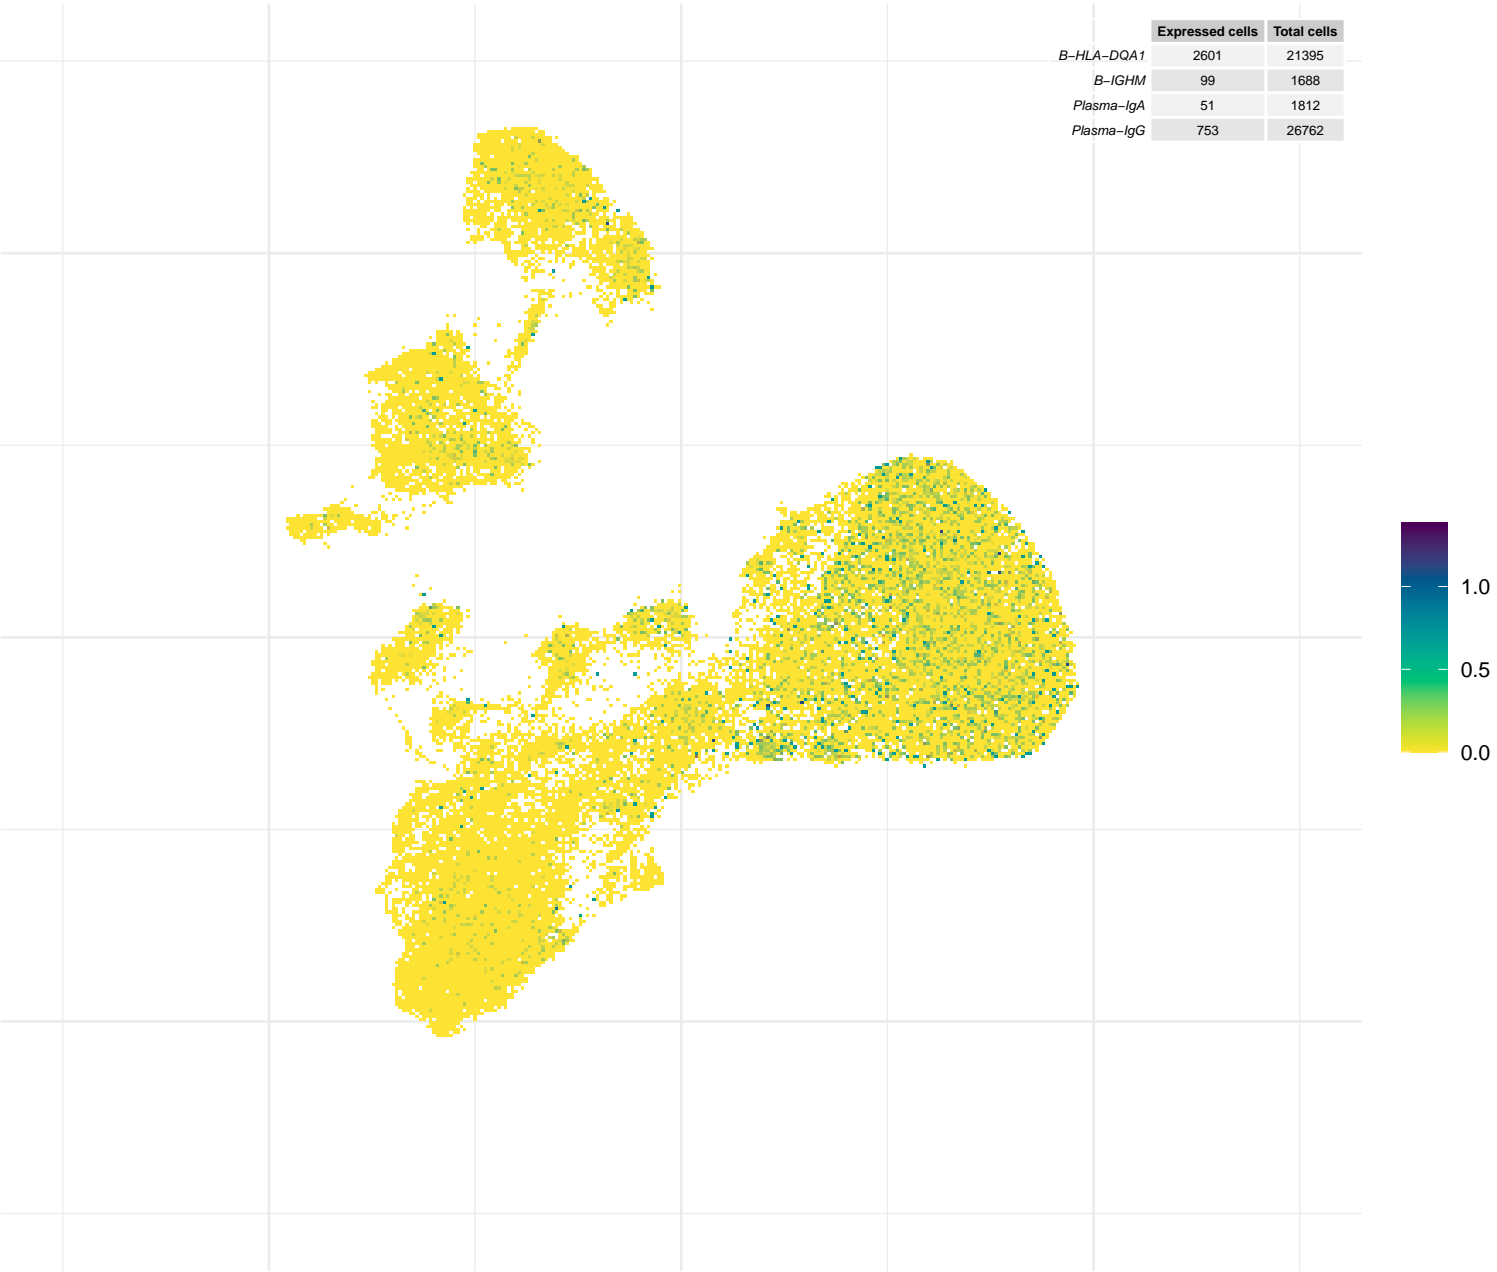 Expressed cells Total cells
B−HLA−DQA1 2601 21395
B−IGHM 99 1688
Plasma−IgA 51 1812
Plasma−IgG 753 26762
1.0
0.5
0.0